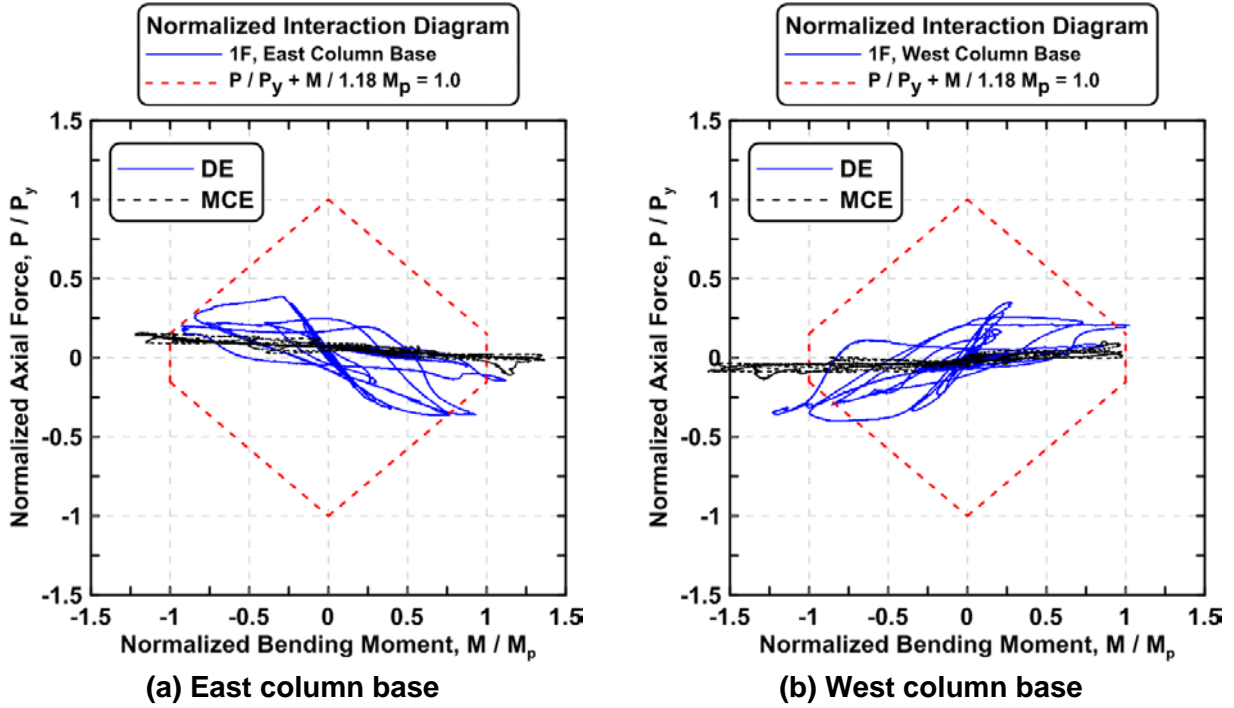 Normalized Interaction Diagram
1F, East Column Base
P / Py + M / 1.18 Mp = 1.0
1.5
1
0.5
0
-0.5
-1
-1.5
Normalized Axial Force, P / Py
DE
MCE
-1.5 -1 -0.5 0 0.5 1 1.5
Normalized Bending Moment, M / Mp
(a) East column base
Normalized Interaction Diagram
1F, West Column Base
P / Py + M / 1.18 Mp = 1.0
1.5
1
0.5
0
-0.5
-1
-1.5
Normalized Axial Force, P / Py
DE
MCE
-1.5 -1 -0.5 0 0.5 1 1.5
Normalized Bending Moment, M / Mp
(b) West column base